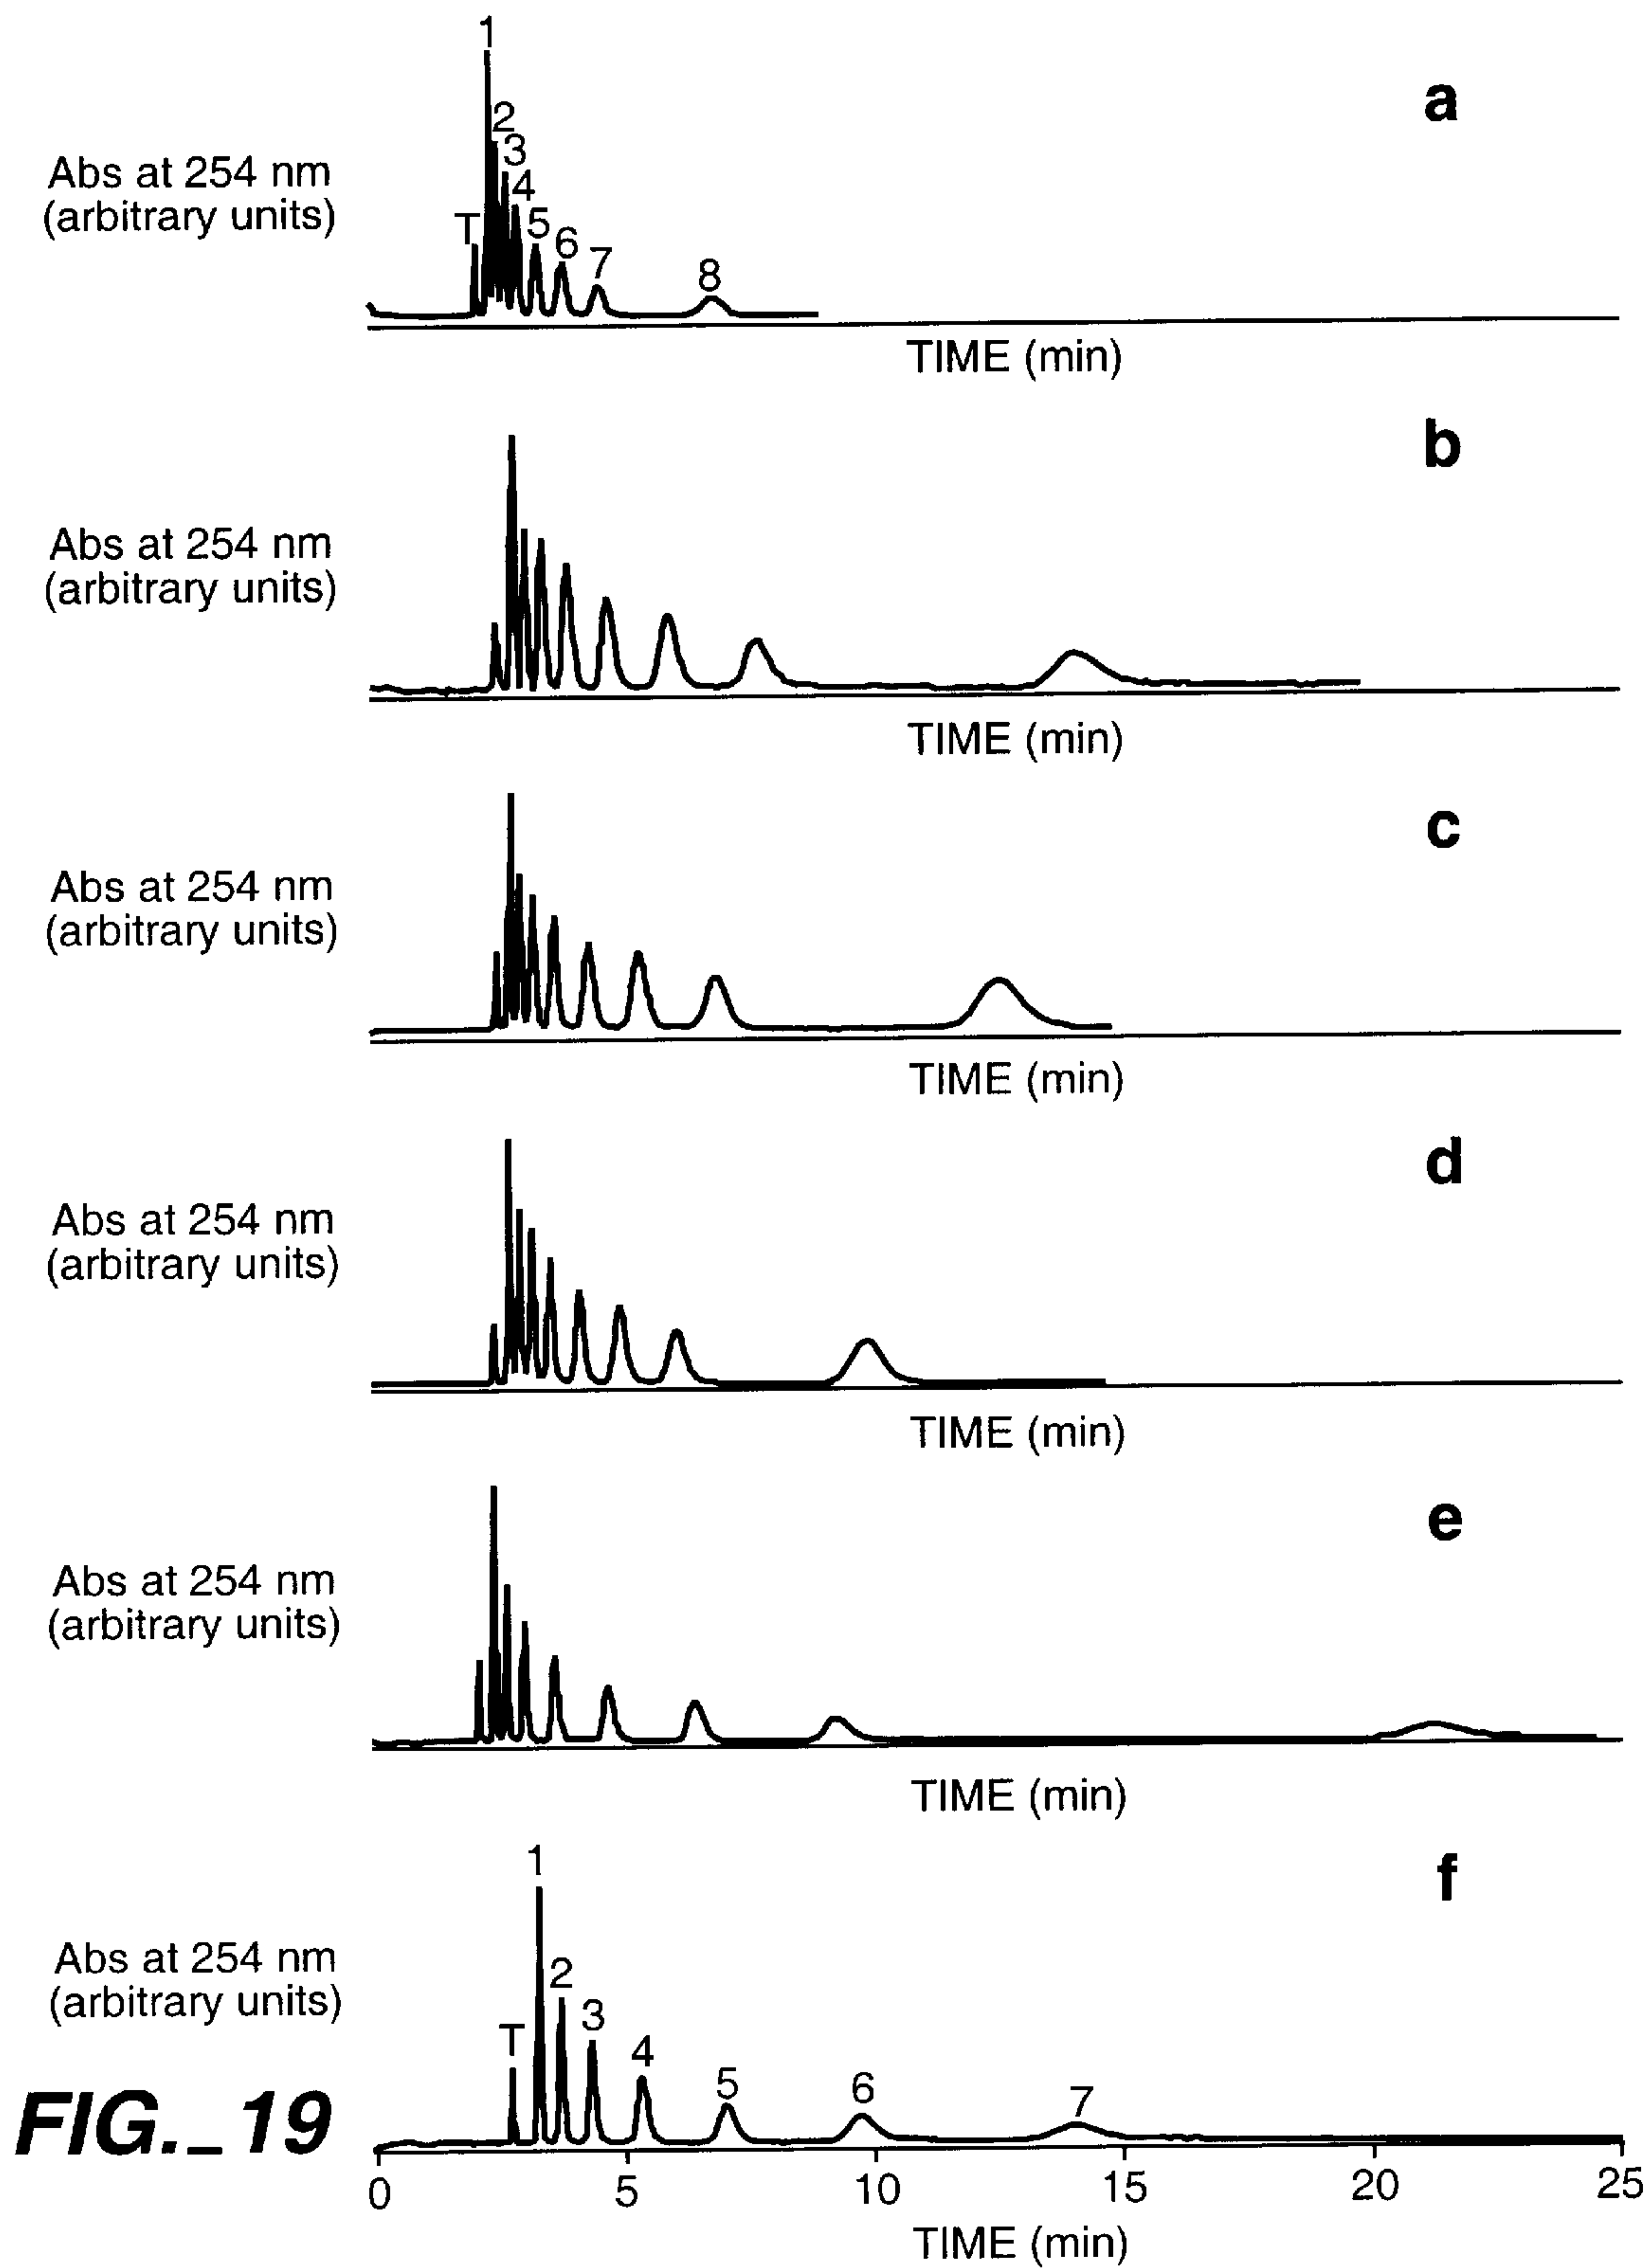 1
a
2
3
Abs at 254 nm
(arbitrary units)
4
T
5
6
7
8
TIME (min)
b
Abs at 254 nm
(arbitrary units)
TIME (min)
c
Abs at 254 nm
(arbitrary units)
TIME (min)
d
Abs at 254 nm
(arbitrary units)
TIME (min)
e
Abs at 254 nm
(arbitrary units)
TIME (min)
1
f
Abs at 254 nm
(arbitrary units)
2
3
T
4
5
6
7
FIG._19
0 5 10 15 20 25
TIME (min)